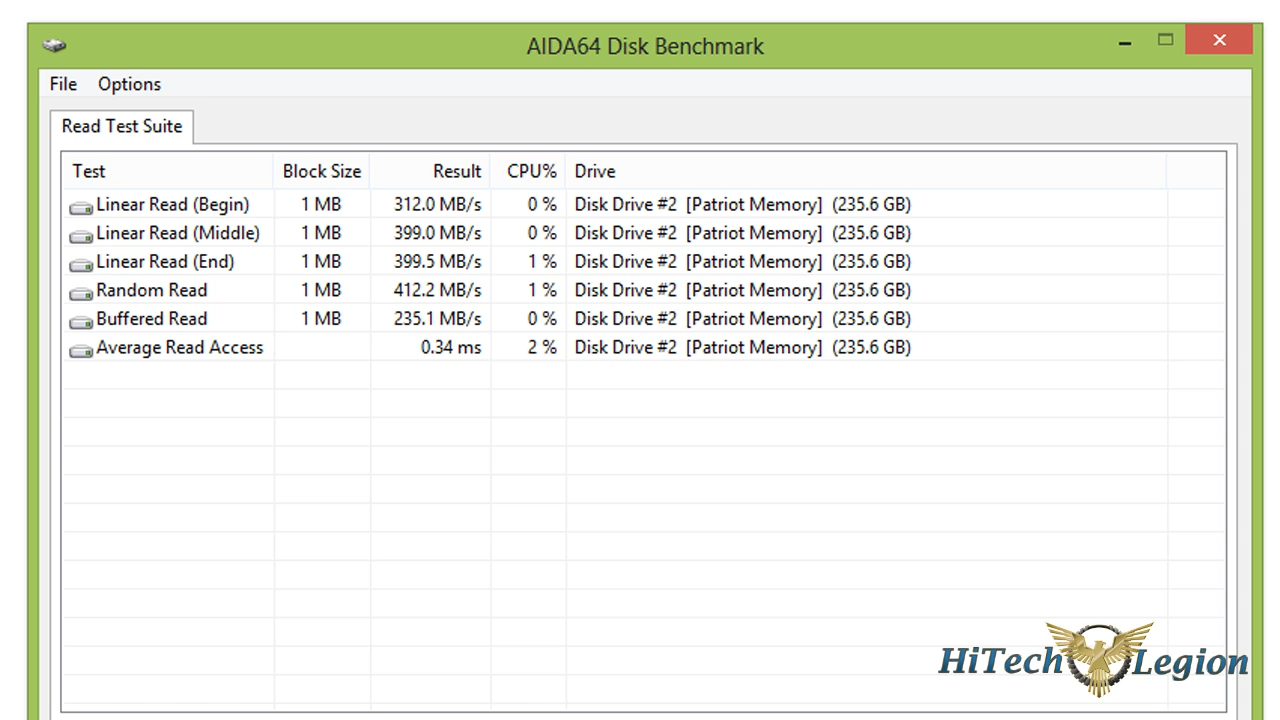 AIDA64 Disk Benchmark
File Options
Read Test Suite
Test Block Size Result CPU% Drive
Linear Read (Begin) 1 MB 312.0 MB/s 0 % Disk Drive #2 [Patriot Memory] (235.6 GB)
Linear Read (Middle) 1 MB 399.0 MB/s 0 % Disk Drive #2 [Patriot Memory] (235.6 GB)
Linear Read (End) 1 MB 399.5 MB/s 1 % Disk Drive #2 [Patriot Memory] (235.6 GB)
Random Read 1 MB 412.2 MB/s 1 % Disk Drive #2 [Patriot Memory] (235.6 GB)
Buffered Read 1 MB 235.1 MB/s 0 % Disk Drive #2 [Patriot Memory] (235.6 GB)
Average Read Access 0.34 ms 2 % Disk Drive #2 [Patriot Memory] (235.6 GB)
HiTech Legion